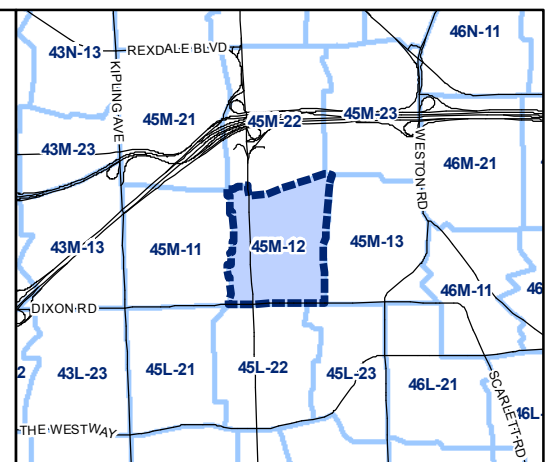 46N-11
43N-13
REXDALE BLVD
KIPLING AVE
45M-21
45M-22
45M-23
WESTON RD
43M-23
46M-21
43M-13
45M-11
45M-12
45M-13
46M-11
46
DIXON RD
2
43L-23
45L-21
45L-22
45L-23
46L-21
SCARLETT RD
46L-
THE WESTWAY